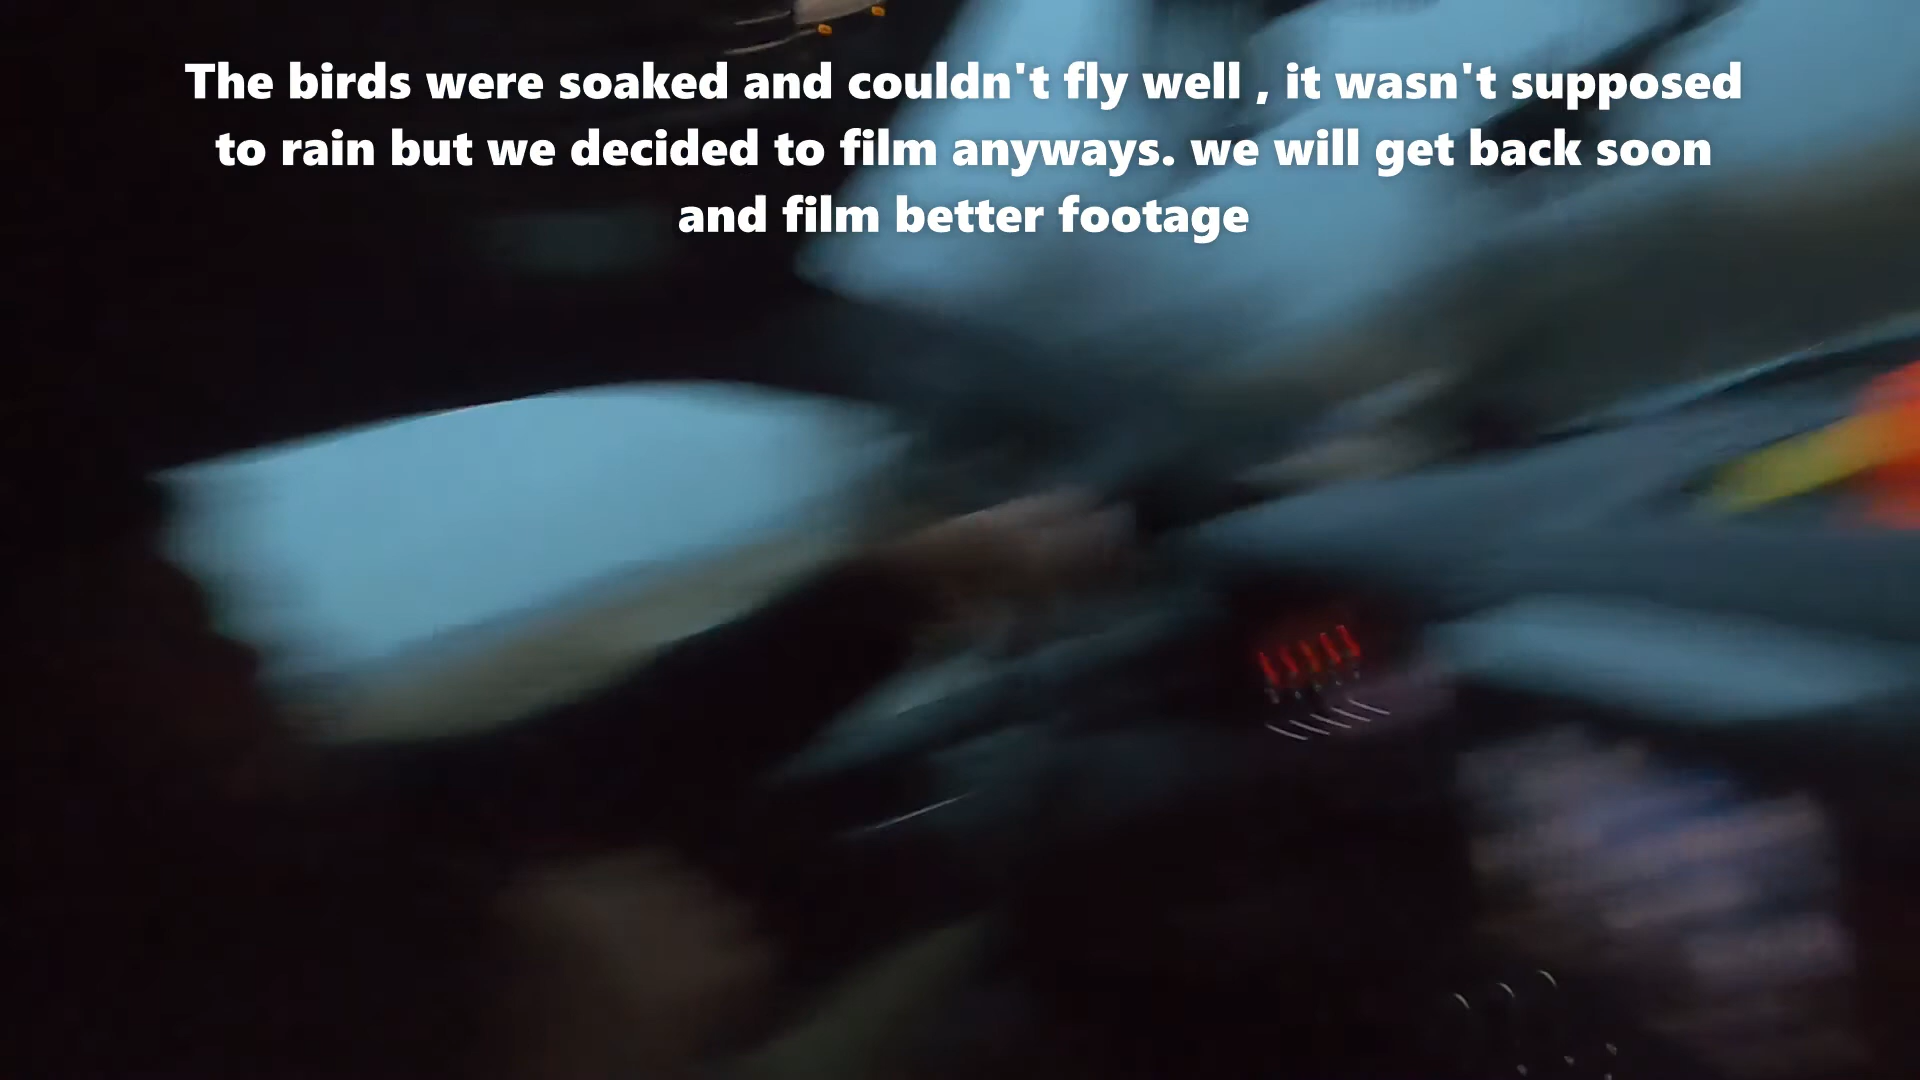 The birds were soaked and couldn't fly well , it wasn't supposed
to rain but we decided to film anyways. we will get back soon
and film better footage